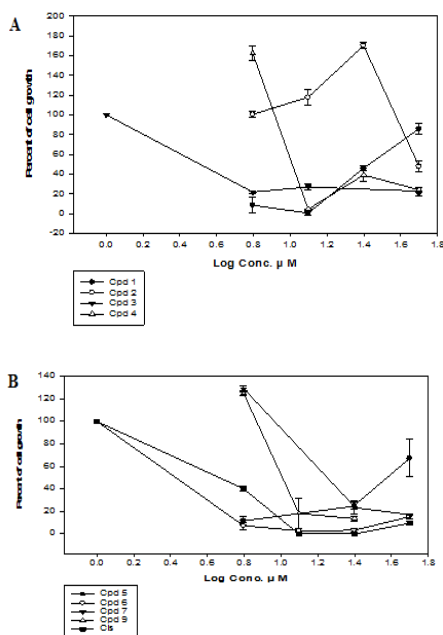 A
200
180
160
140
120
100
80
60
40
20
0
-20
Percent of cell growth
0.0 0.2 0.4 0.6 0.8 1.0 1.2 1.4 1.6 1.8
Log Conc. µ M
Cpd 1
Cpd 2
Cpd 3
Cpd 4
B
140
120
100
80
60
40
20
0
Percent of cell growth
0.0 0.2 0.4 0.6 0.8 1.0 1.2 1.4 1.6 1.8
Log Conc. µ M
Cpd 5
Cpd 6
Cpd 7
Cpd 9
Cis